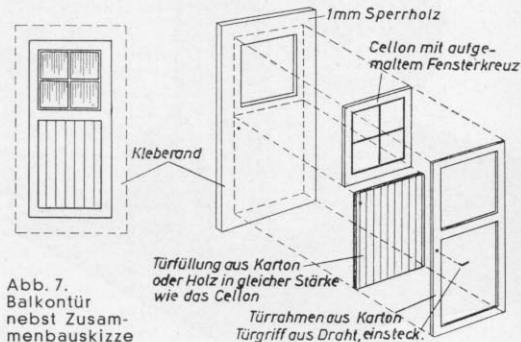 1mm Sperrholz
Cellon mit aufge-
maltem Fensterkreuz
Kleberand
Türfüllung aus Karton
oder Holz in gleicher Stärke
wie das Cellon
Türrahmen aus Karton
Türgriff aus Draht, einsteck.
Abb. 7.
Balkontür
nebst Zusam-
menbauskizze